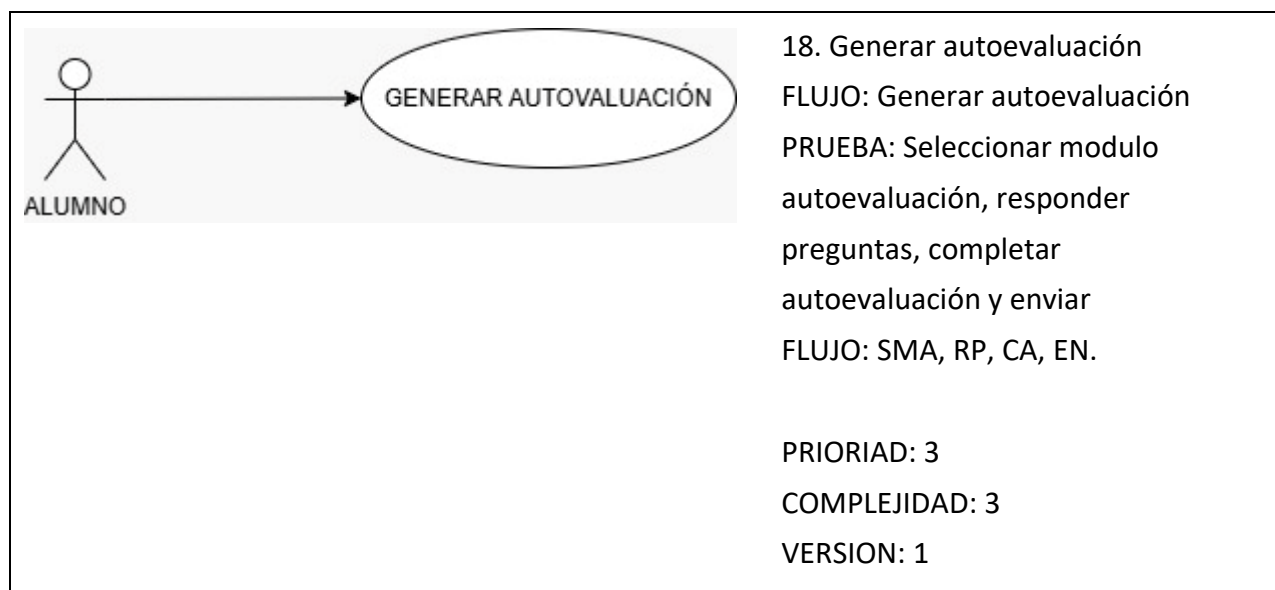 GENERAR AUTOVALUACIÓN
ALUMNO
18. Generar autoevaluación
FLUJO: Generar autoevaluación
PRUEBA: Seleccionar modulo
autoevaluación, responder
preguntas, completar
autoevaluación y enviar
FLUJO: SMA, RP, CA, EN.
PRIORIAD: 3
COMPLEJIDAD: 3
VERSION: 1